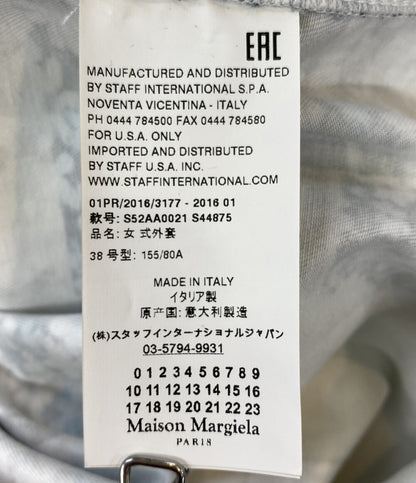 EAC
MANUFACTURED AND DISTRIBUTED
BY STAFF INTERNATIONAL S.P.A.
NOVENTA VICENTINA - ITALY
PH 0444 784500 FAX 0444 784580
FOR U.S.A. ONLY
IMPORTED AND DISTRIBUTED
BY STAFF U.S.A. INC.
WWW.STAFFINTERNATIONAL.COM
01PR/2016/3177 - 2016 01
款号: S52AA0021 S44875
品名: 女 式外套
38 号型: 155/80A
MADE IN ITALY
イタリア製
原产国: 意大利製造
(株)スタッフインターナショナルジャパン
03-5794-9931
0 1 2 3 4 5 6 7 8 9
10 11 12 13 14 15 16
17 18 19 20 21 22 23
Maison Margiela
PARIS